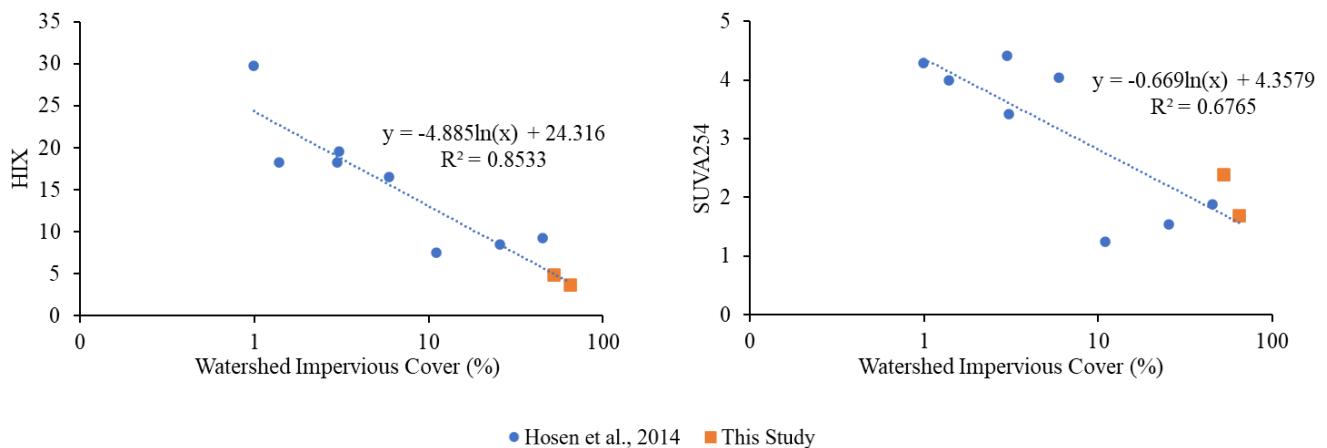 35
30
25
20
15
10
5
0
HIX
y = -4.885ln(x) + 24.316
R² = 0.8533
0 1 10 100
Watershed Impervious Cover (%)
5
4
3
2
1
0
SUVA254
y = -0.669ln(x) + 4.3579
R² = 0.6765
0 1 10 100
Watershed Impervious Cover (%)
Hosen et al., 2014 This Study